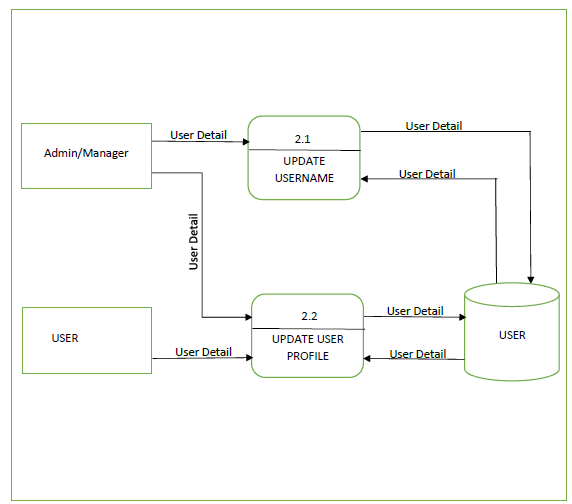 User Detail
User Detail
2.1
Admin/Manager
UPDATE
USERNAME
User Detail
User Detail
2.2
User Detail
USER
UPDATE USER
PROFILE
USER
User Detail
User Detail